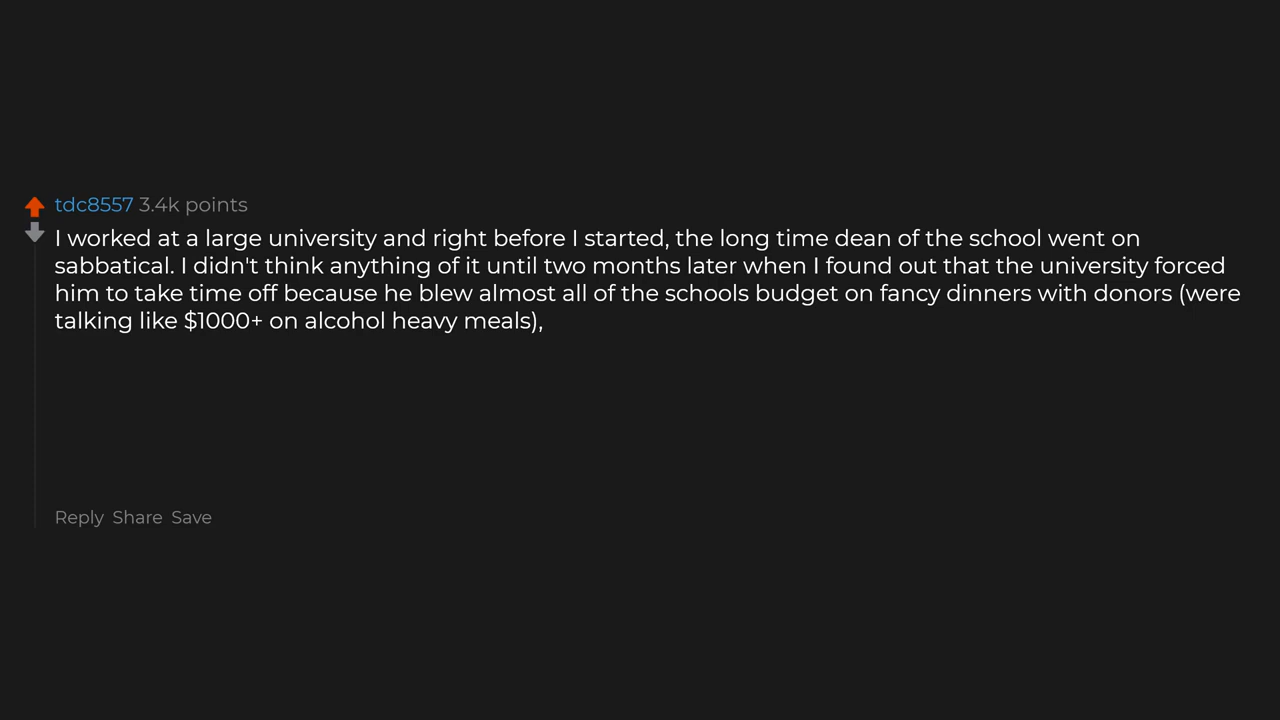 tdc8557 3.4k points
I worked at a large university and right before I started, the long time dean of the school went on
sabbatical. I didn't think anything of it until two months later when I found out that the university forced
him to take time off because he blew almost all of the schools budget on fancy dinners with donors (were
talking like $1000+ on alcohol heavy meals),
Reply Share Save